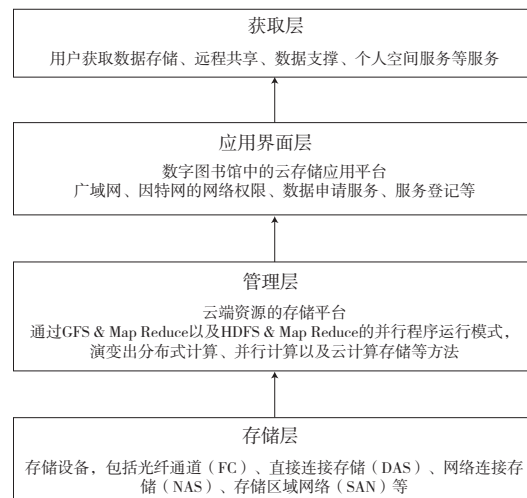 获取层
用户获取数据存储、远程共享、数据支撑、个人空间服务等服务
应用界面层
数字图书馆中的云存储应用平台
广域网、因特网的网络权限、数据申请服务、服务登记等
管理层
云端资源的存储平台
通过GFS & Map Reduce以及HDFS & Map Reduce的并行程序运行模式，
演变出分布式计算、并行计算以及云计算存储等方法
存储层
存储设备，包括光纤通道（FC）、直接连接存储（DAS）、网络连接存
储（NAS）、存储区域网络（SAN）等